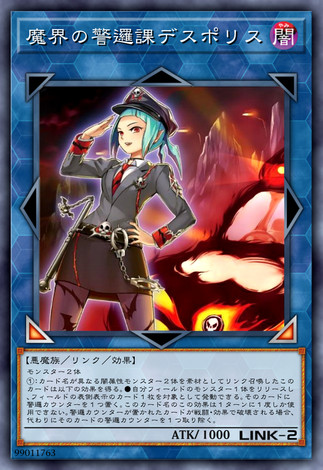 魔界の警邏課デスポリス
闇
やみ
【悪魔族／リンク／効果】
モンスター２体
①：カード名が異なる闇属性モンスター２体を素材としてリンク召喚したこの
カードは以下の効果を得る。●自分フィールドのモンスター１体をリリースし
、フィールドの表側表示のカード１枚を対象として発動できる。そのカードに
警邏カウンターを１つ置く。このカード名のこの効果は１ターンに１度しか使
用できない。警邏カウンターが置かれたカードが戦闘・効果で破壊される場合、
代わりにそのカードの警邏カウンターを１つ取り除く。
ATK/ 1000 LINK-2
99011763